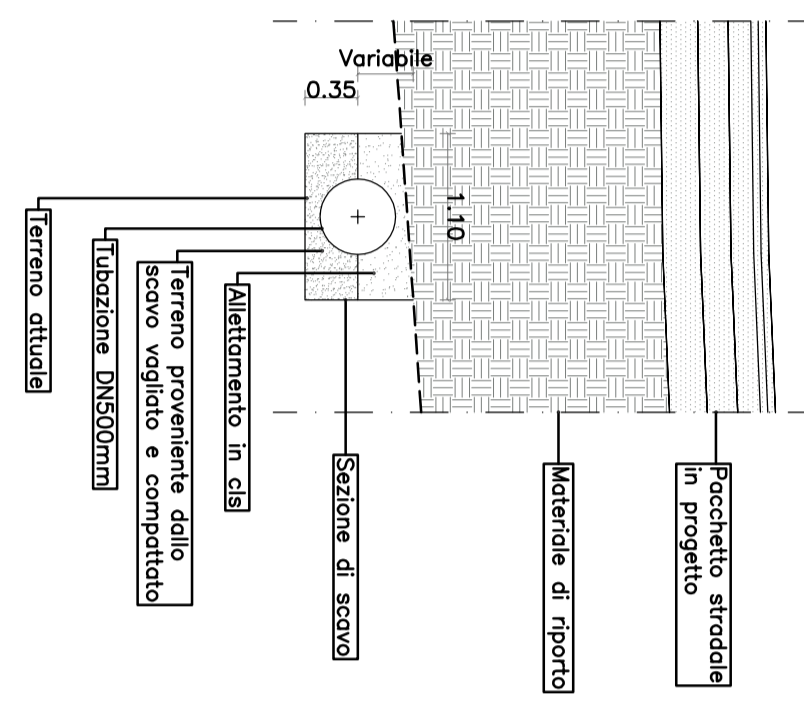 Variabile
0.35
1.10
Pacchetto stradale
in progetto
Materiale di riporto
Sezione di scavo
Allettamento in cls
Terreno proveniente dallo
scavo vagliato e compattato
Tubazione DN500mm
Terreno attuale